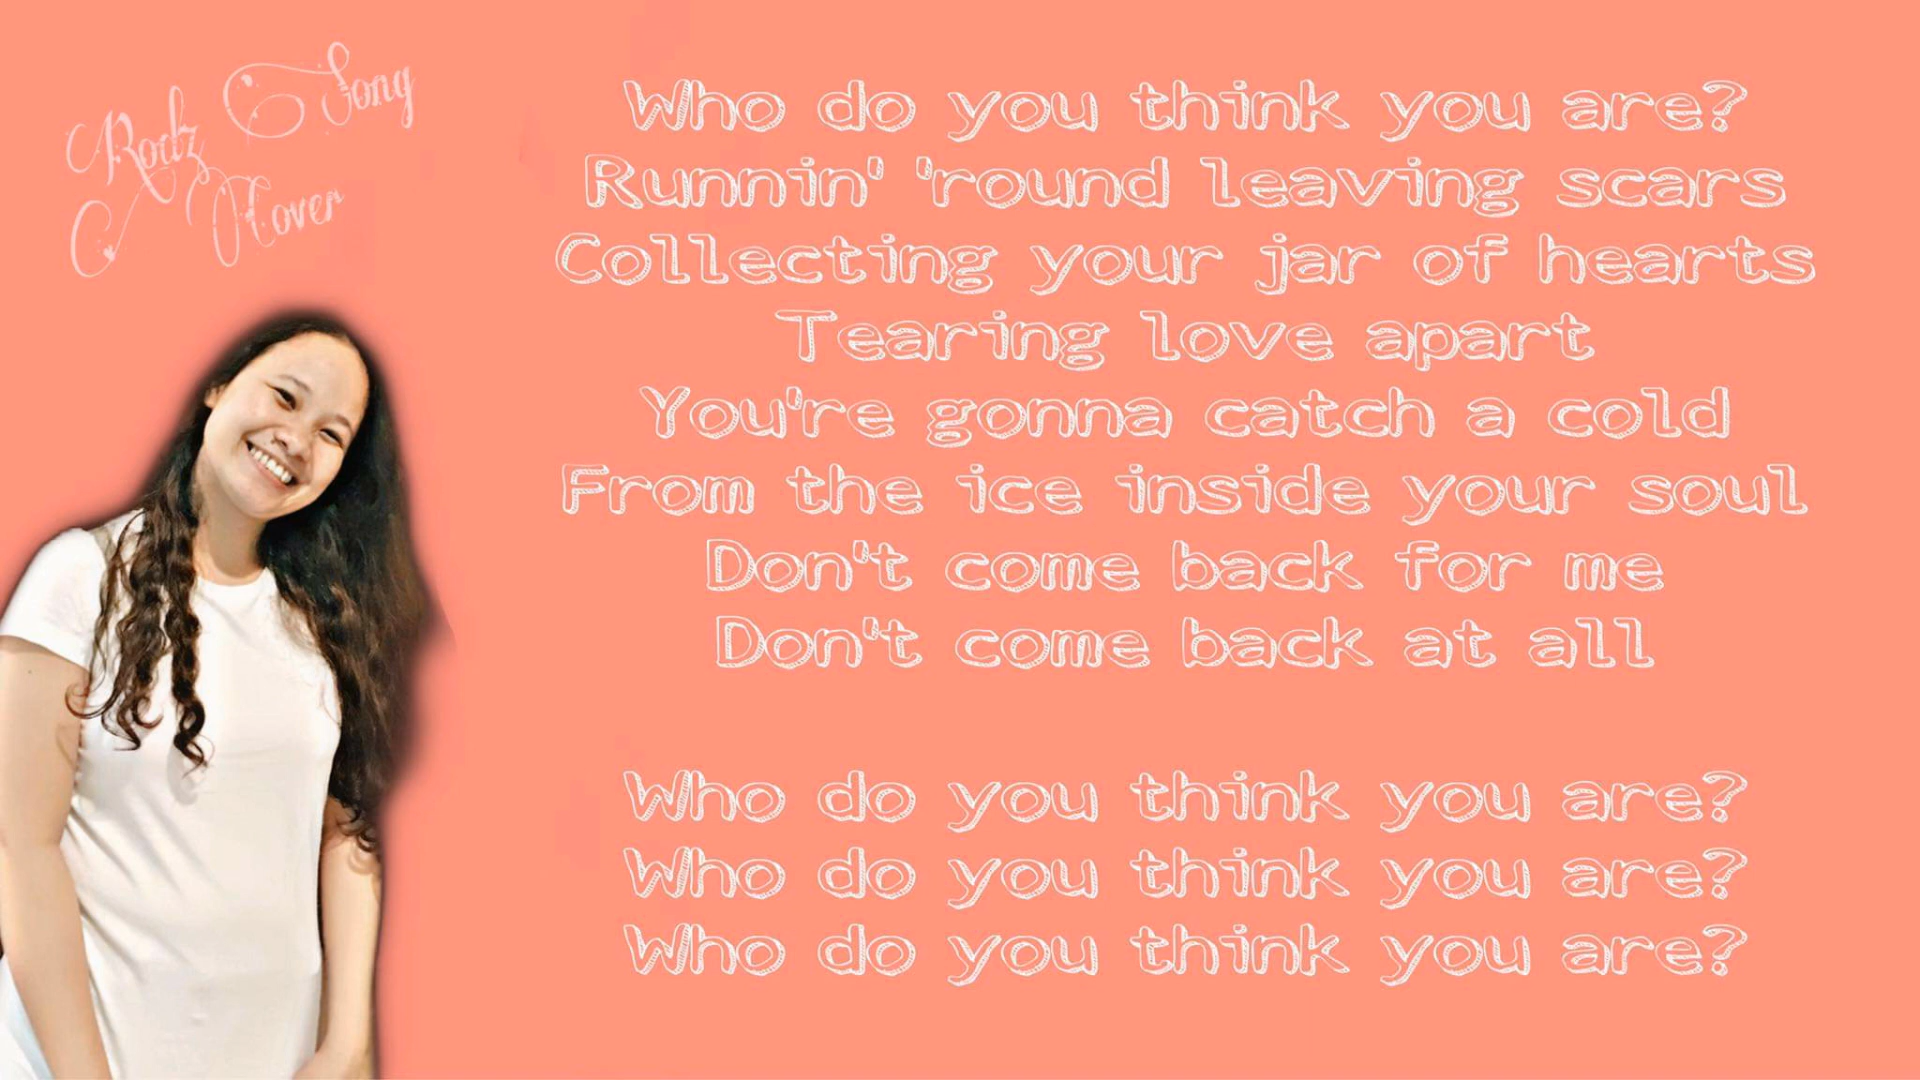 Rodz Song
Cover
Who do you think you are?
Runnin' 'round leaving scars
Collecting your jar of hearts
Tearing love apart
You're gonna catch a cold
From the ice inside your soul
Don't come back for me
Don't come back at all
Who do you think you are?
Who do you think you are?
Who do you think you are?